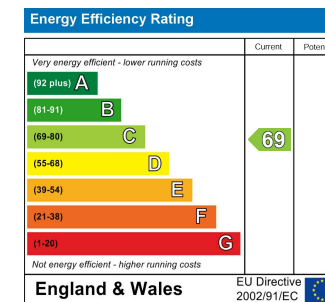 Energy Efficiency Rating
Current Poten
Very energy efficient - lower running costs
(92 plus) A
(81-91) B
(69-80) C 69
(55-68) D
(39-54) E
(21-38) F
(1-20) G
Not energy efficient - higher running costs
England & Wales
EU Directive
2002/91/EC